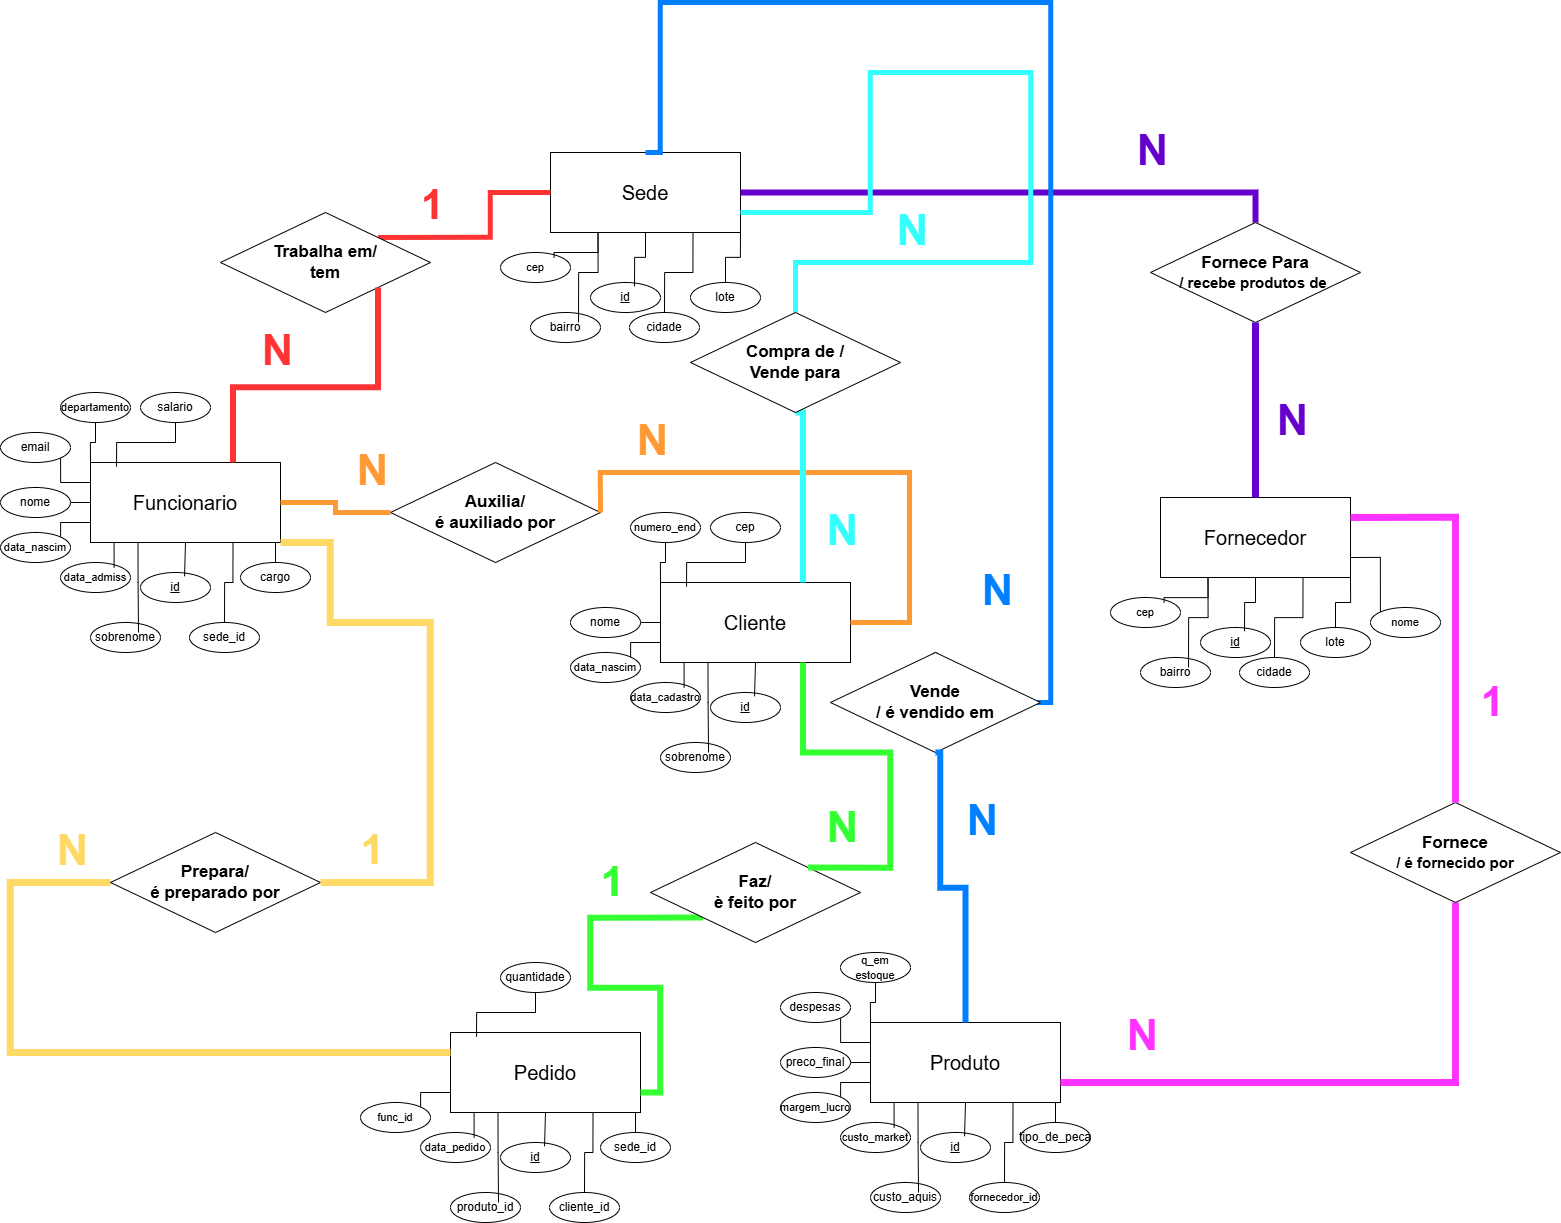 N
1
Sede
N
Trabalha em/
tem
cep
id
lote
bairro
cidade
Fornece Para
/ recebe produtos de
N
Compra de /
Vende para
departamento
salario
email
N
N
N
Funcionario
nome
data_nascim
data_admiss
id
cargo
sobrenome
sede_id
Auxilia/
é auxiliado por
numero_end
cep
N
Fornecedor
cep
id
lote
nome
bairro
cidade
N
nome
Cliente
data_nascim
data_cadastro
id
sobrenome
Vende
/ é vendido em
1
N
N
N
1
Prepara/
é preparado por
1
Faz/
è feito por
Fornece
/ é fornecido por
quantidade
q_em
estoque
despesas
N
Pedido
preco_final
Produto
margem_lucro
func_id
data_pedido
id
sede_id
produto_id
cliente_id
custo_market
id
tipo_de_peca
custo_aquis
fornecedor_id